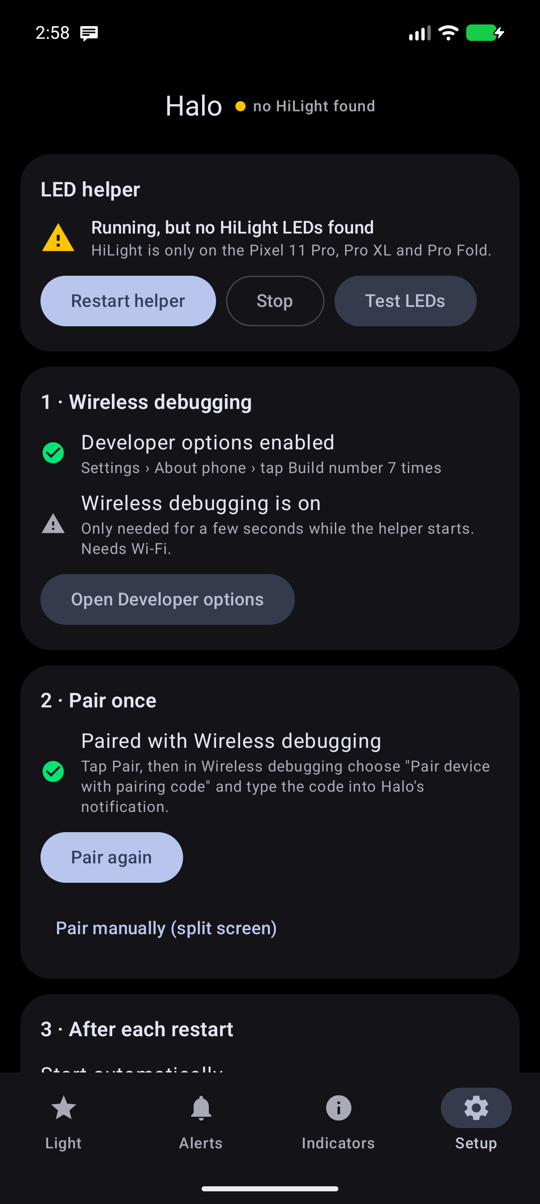 2:58
Halo
no HiLight found
LED helper
Running, but no HiLight LEDs found
HiLight is only on the Pixel 11 Pro, Pro XL and Pro Fold.
Restart helper
Stop
Test LEDs
1 · Wireless debugging
Developer options enabled
Settings › About phone › tap Build number 7 times
Wireless debugging is on
Only needed for a few seconds while the helper starts.
Needs Wi-Fi.
Open Developer options
2 · Pair once
Paired with Wireless debugging
Tap Pair, then in Wireless debugging choose "Pair device
with pairing code" and type the code into Halo's
notification.
Pair again
Pair manually (split screen)
3 · After each restart
Start automatically
Light
Alerts
Indicators
Setup